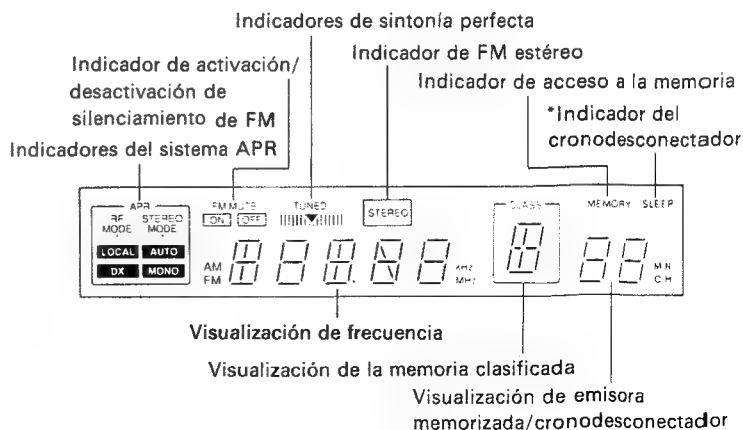 Indicadores de sintonía perfecta
Indicador de FM estéreo
Indicador de activación/
desactivación de
silenciamiento de FM
Indicador de acceso a la memoria
*Indicador del
cronodesconectador
Indicadores del sistema APR
APR
RF MODE
STEREO MODE
LOCAL
AUTO
DX
MONO
FM MUTE
ON
OFF
TUNED
STEREO
CLASS
MEMORY
SLEEP
AM
FM
KHZ
MHz
MIN
CH
Visualización de frecuencia
Visualización de la memoria clasificada
Visualización de emisora
memorizada/cronodesconectador